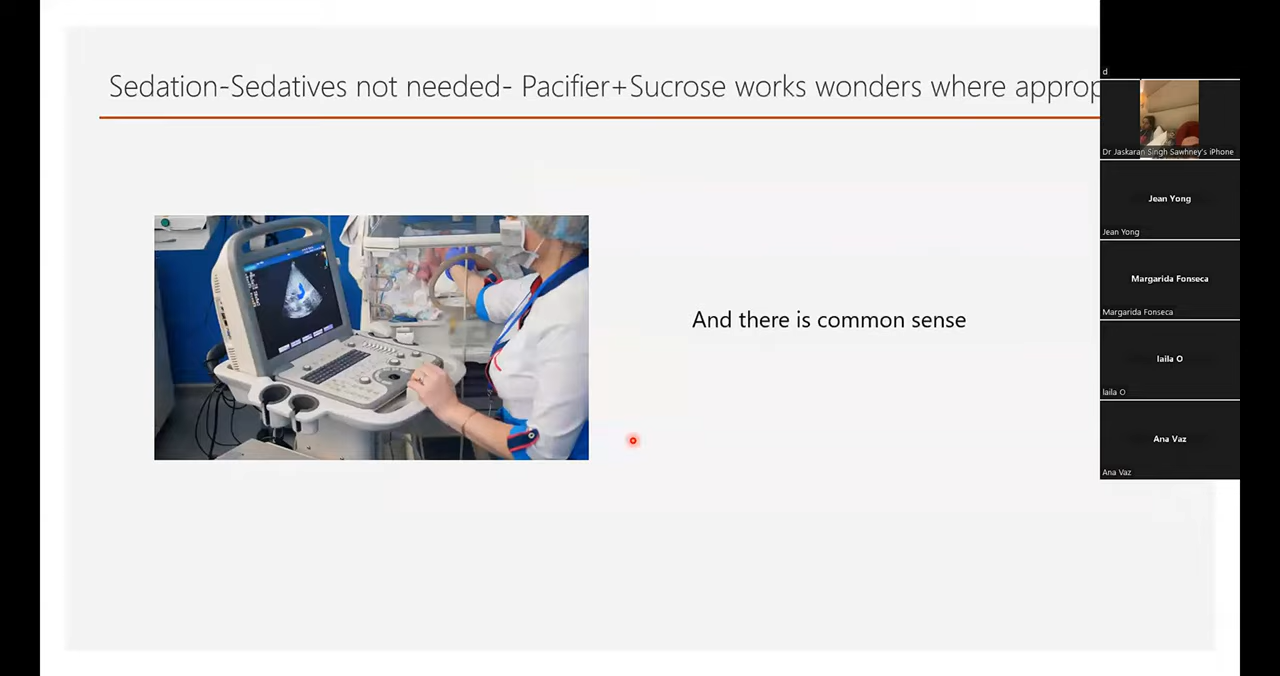 Sedation-Sedatives not needed- Pacifier+Sucrose works wonders where approp
And there is common sense
d
Dr Jaskaran Singh Sawhney's iPhone
Jean Yong
Jean Yong
Margarida Fonseca
Margarida Fonseca
laila O
laila O
Ana Vaz
Ana Vaz